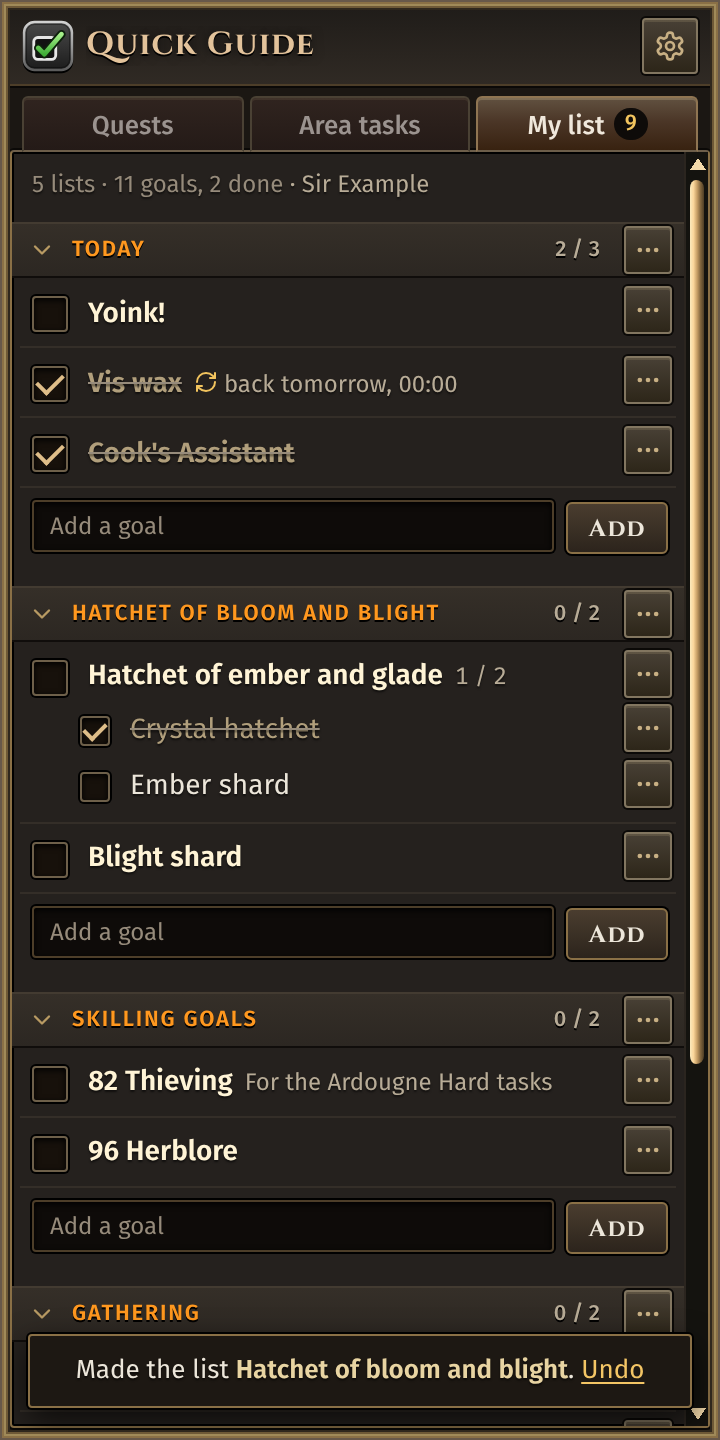 Quick Guide
Quests
Area tasks
My list 9
5 lists · 11 goals, 2 done · Sir Example
TODAY 2 / 3
Yoink!
Vis wax back tomorrow, 00:00
Cook's Assistant
Add a goal Add
HATCHET OF BLOOM AND BLIGHT 0 / 2
Hatchet of ember and glade 1 / 2
Crystal hatchet
Ember shard
Blight shard
Add a goal Add
SKILLING GOALS 0 / 2
82 Thieving For the Ardougne Hard tasks
96 Herblore
Add a goal Add
GATHERING 0 / 2
Made the list Hatchet of bloom and blight. Undo